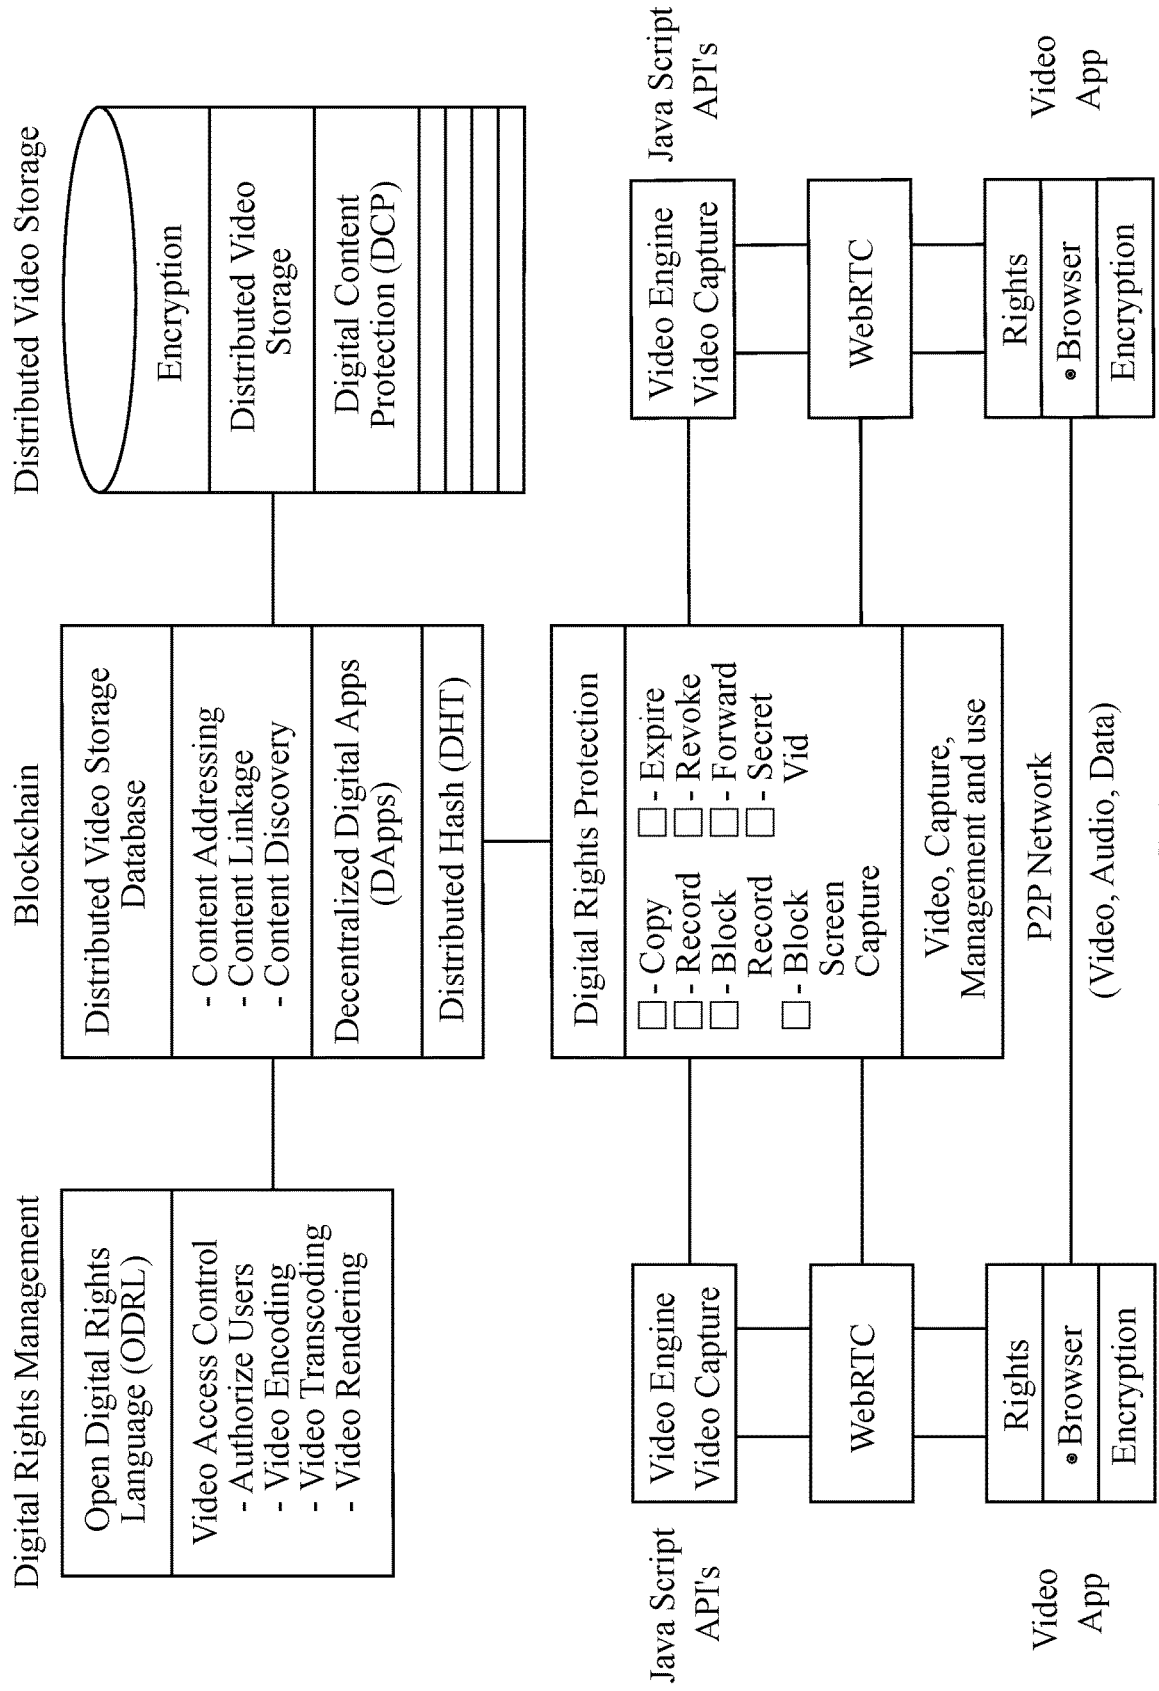 Digital Rights Management
Open Digital Rights
Language (ODRL)
Video Access Control
- Authorize Users
- Video Encoding
- Video Transcoding
- Video Rendering
Blockchain
Distributed Video Storage
Database
- Content Addressing
- Content Linkage
- Content Discovery
Decentralized Digital Apps
(DApps)
Distributed Hash (DHT)
Distributed Video Storage
Encryption
Distributed Video
Storage
Digital Content
Protection (DCP)
Java Script
API's
Video Engine
Video Capture
WebRTC
Rights
Browser
Encryption
Video
App
Digital Rights Protection
- Copy
- Record
- Block
Record
- Block
Screen
Capture
- Expire
- Revoke
- Forward
- Secret
Vid
Video, Capture,
Management and use
P2P Network
(Video, Audio, Data)
Java Script
API's
Video Engine
Video Capture
WebRTC
Rights
Browser
Encryption
Video
App